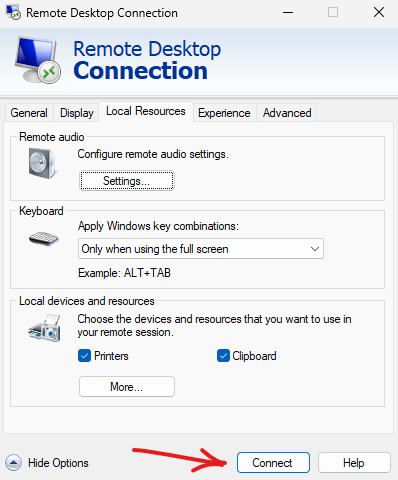 Remote Desktop Connection
Remote Desktop
Connection
General Display Local Resources Experience Advanced
Remote audio
Configure remote audio settings.
Settings...
Keyboard
Apply Windows key combinations:
Only when using the full screen
Example: ALT+TAB
Local devices and resources
Choose the devices and resources that you want to use in
your remote session.
Printers Clipboard
More...
Hide Options Connect Help